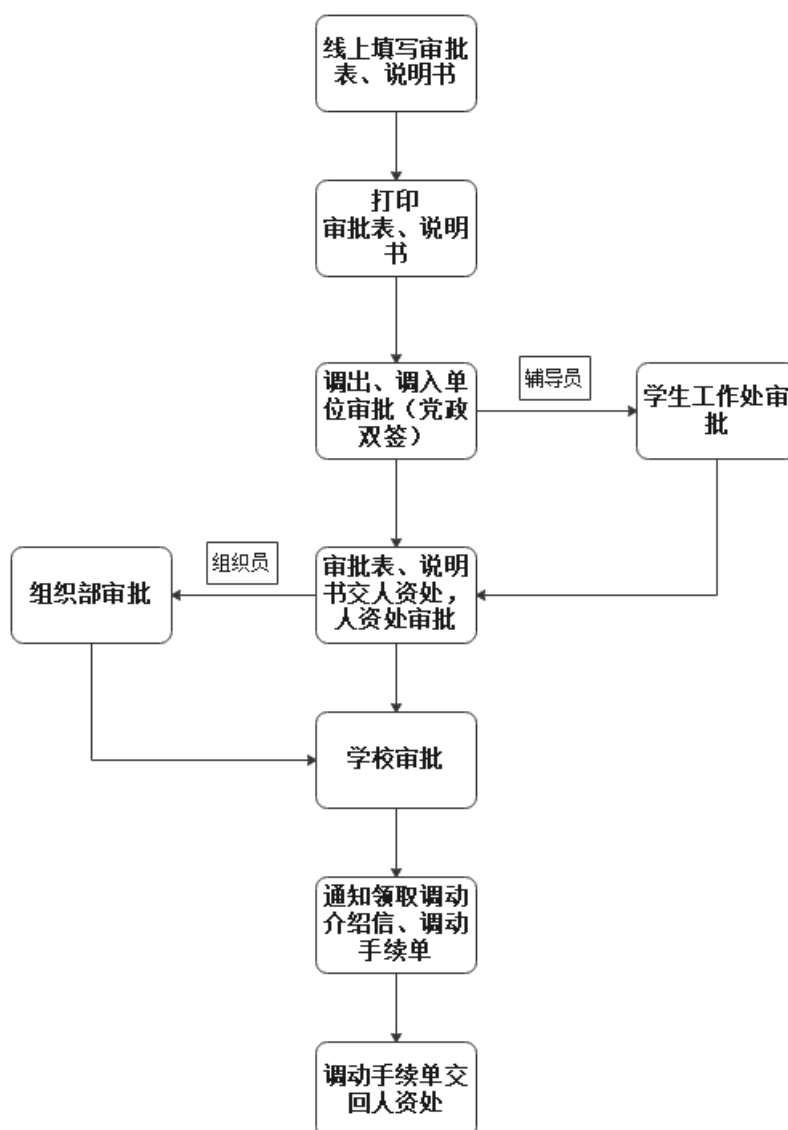 线上填写审批
表、说明书
打印
审批表、说明
书
调出、调入单
位审批（党政
双签）
辅导员
学生工作处审
批
组织部审批
组织员
审批表、说明
书交人资处，
人资处审批
学校审批
通知领取调动
介绍信、调动
手续单
调动手续单交
回人资处